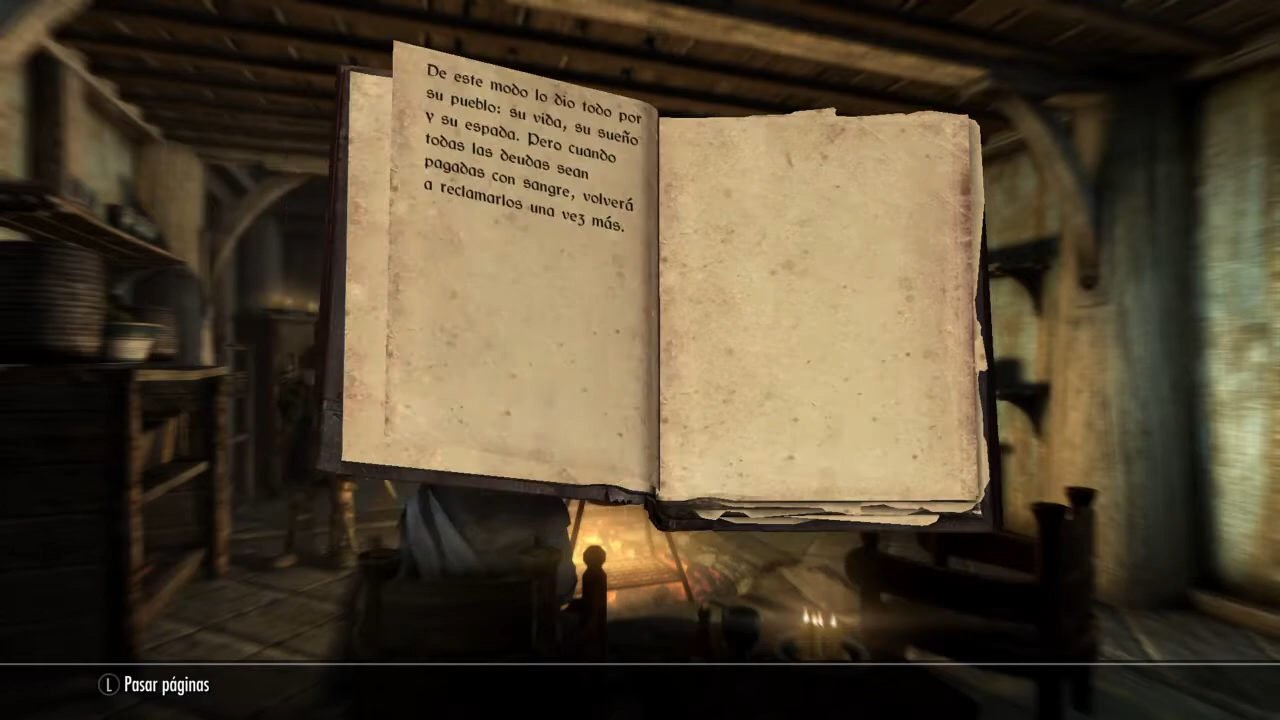 De este modo lo dio todo por
su pueblo: su vida, su sueño
y su espada. Pero cuando
todas las deudas sean
pagadas con sangre, volverá
a reclamarlos una vez más.
L Pasar páginas